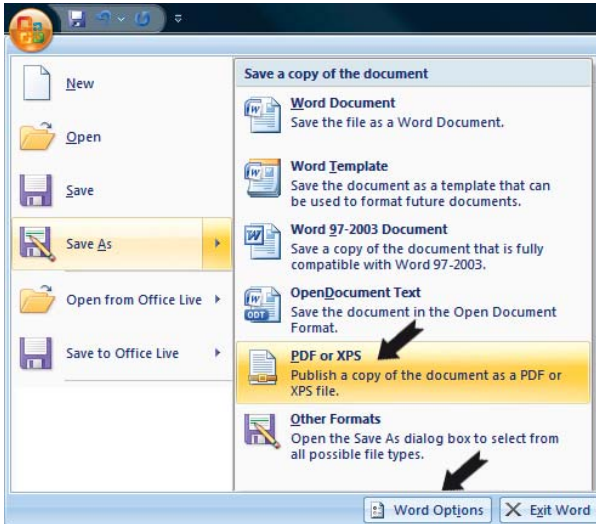 New
Open
Save
Save As
Open from Office Live
Save to Office Live
Save a copy of the document
Word Document
Save the file as a Word Document.
Word Template
Save the document as a template that can
be used to format future documents.
Word 97-2003 Document
Save a copy of the document that is fully
compatible with Word 97-2003.
OpenDocument Text
Save the document in the Open Document
Format.
PDF or XPS
Publish a copy of the document as a PDF or
XPS file.
Other Formats
Open the Save As dialog box to select from
all possible file types.
Word Options
Exit Word